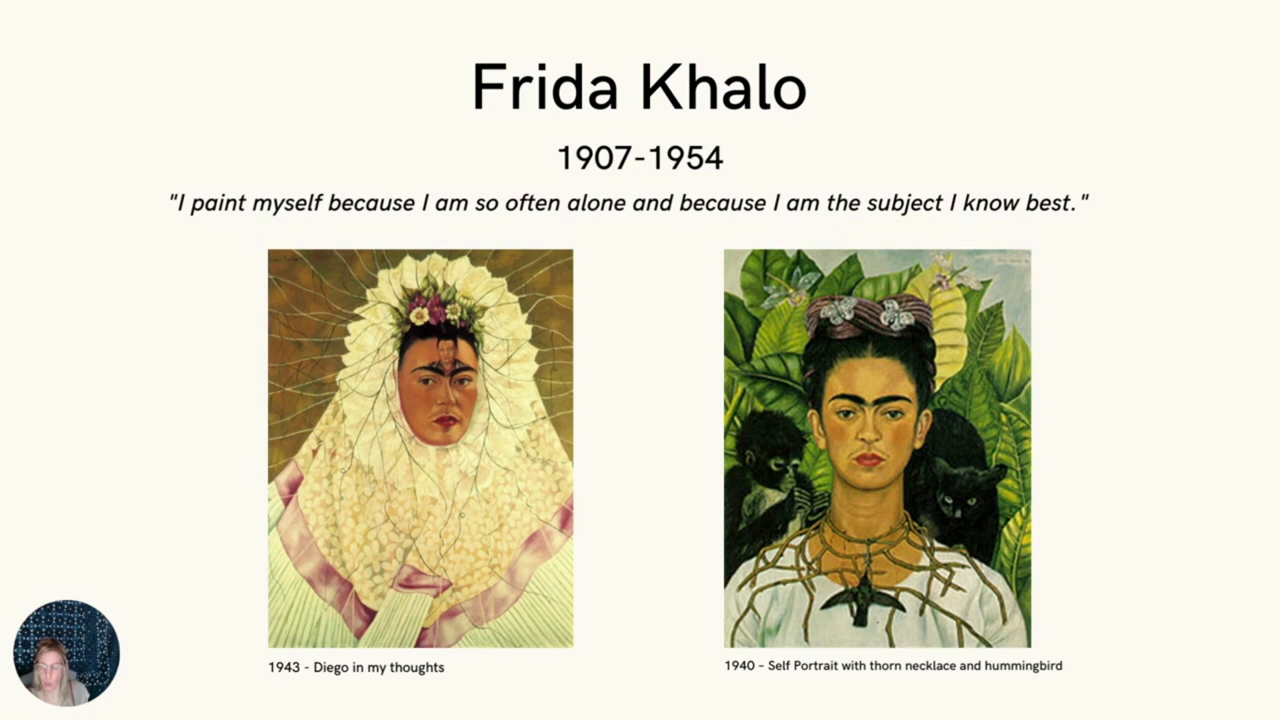 Frida Khalo
1907-1954
"I paint myself because I am so often alone and because I am the subject I know best."
1943 - Diego in my thoughts
1940 – Self Portrait with thorn necklace and hummingbird